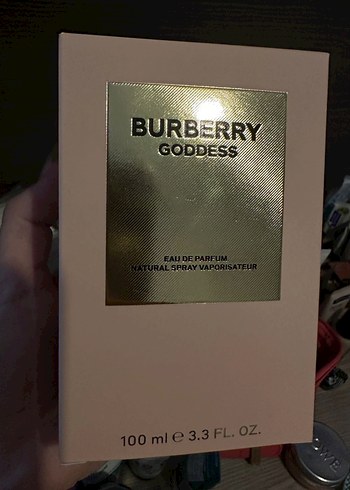 BURBERRY
GODDESS
EAU DE PARFUM
NATURAL SPRAY VAPORISATEUR
100 ml ℮ 3.3 FL. OZ.